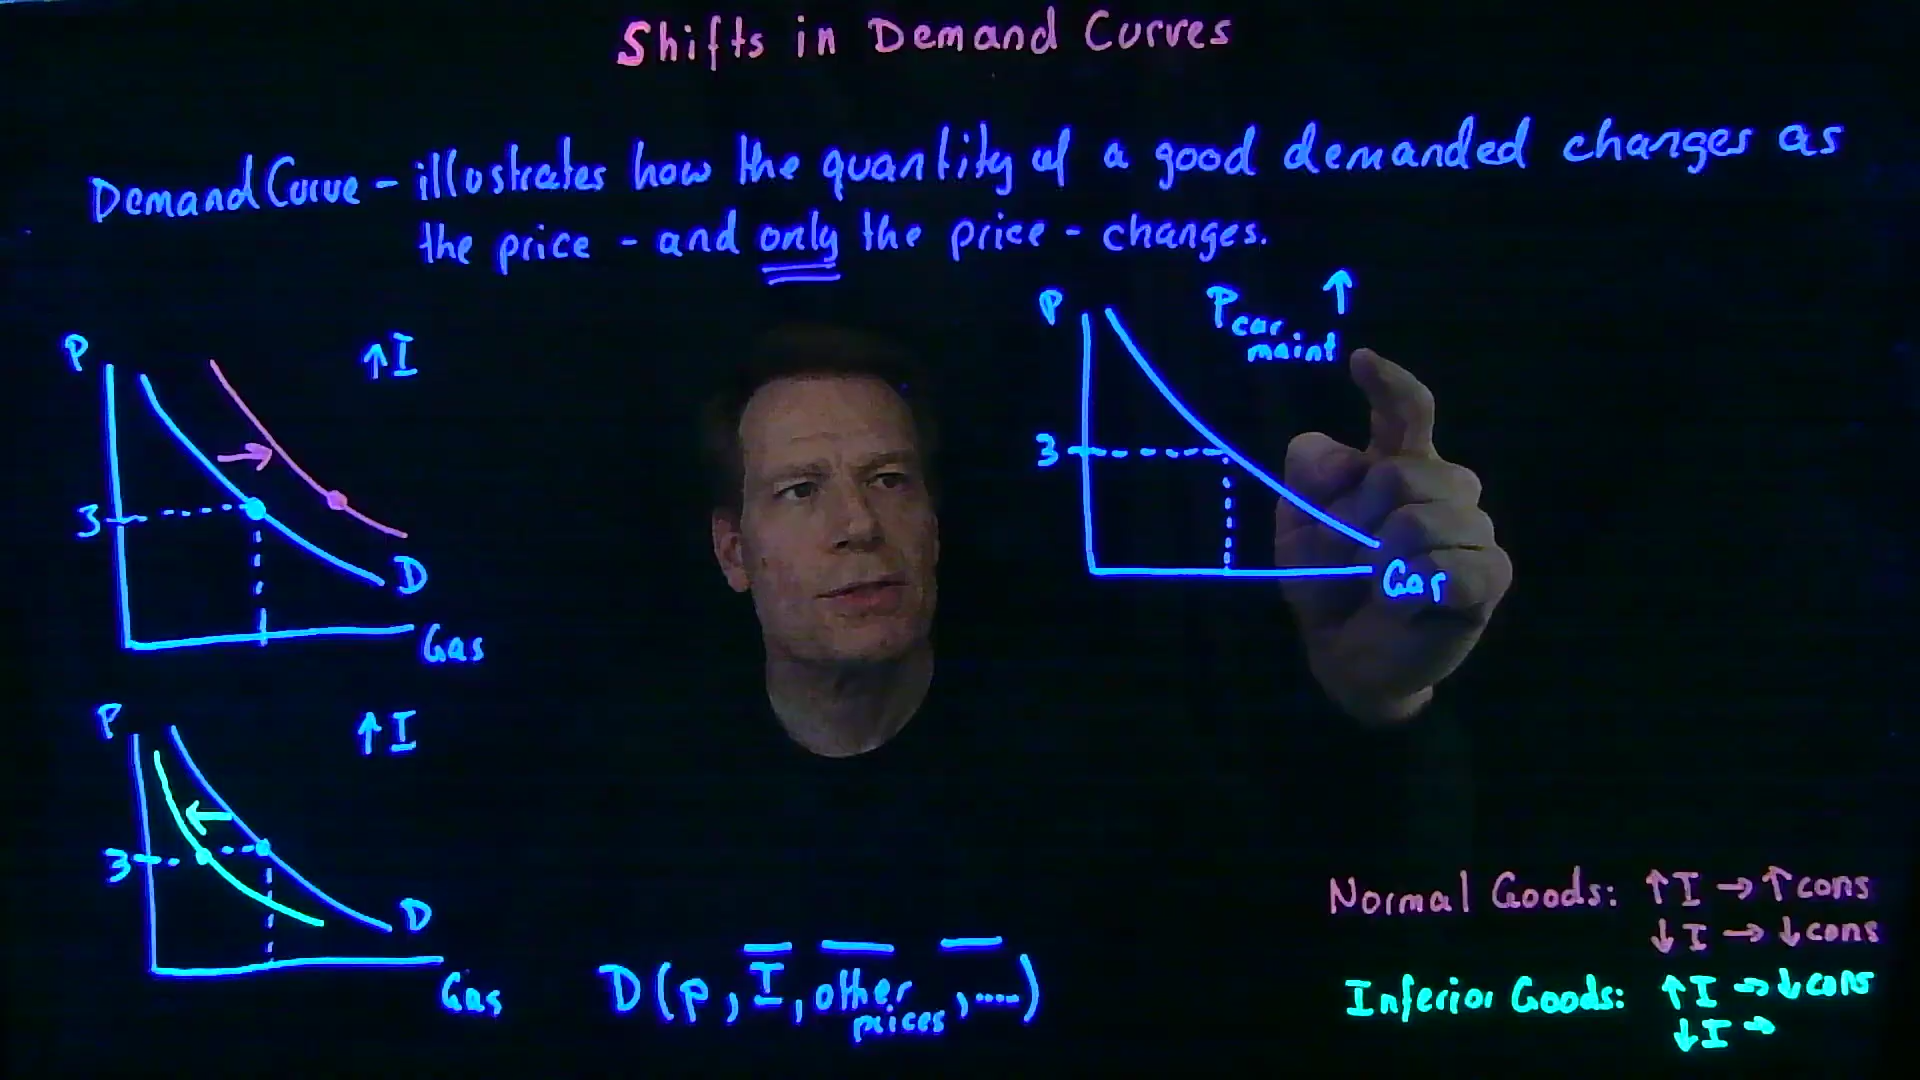 Shifts in Demand Curves
Demand Curve - illustrates how the quantity of a good demanded changes as
the price - and only the price - changes.
P
↑I
3
D
Gas
P
↑I
3
D
Gas
P
P car maint ↑
3
Gas
D(p, I, other prices, ....)
Normal Goods: ↑I → ↑cons
↓I → ↓cons
Inferior Goods: ↑I → ↓cons
↓I →